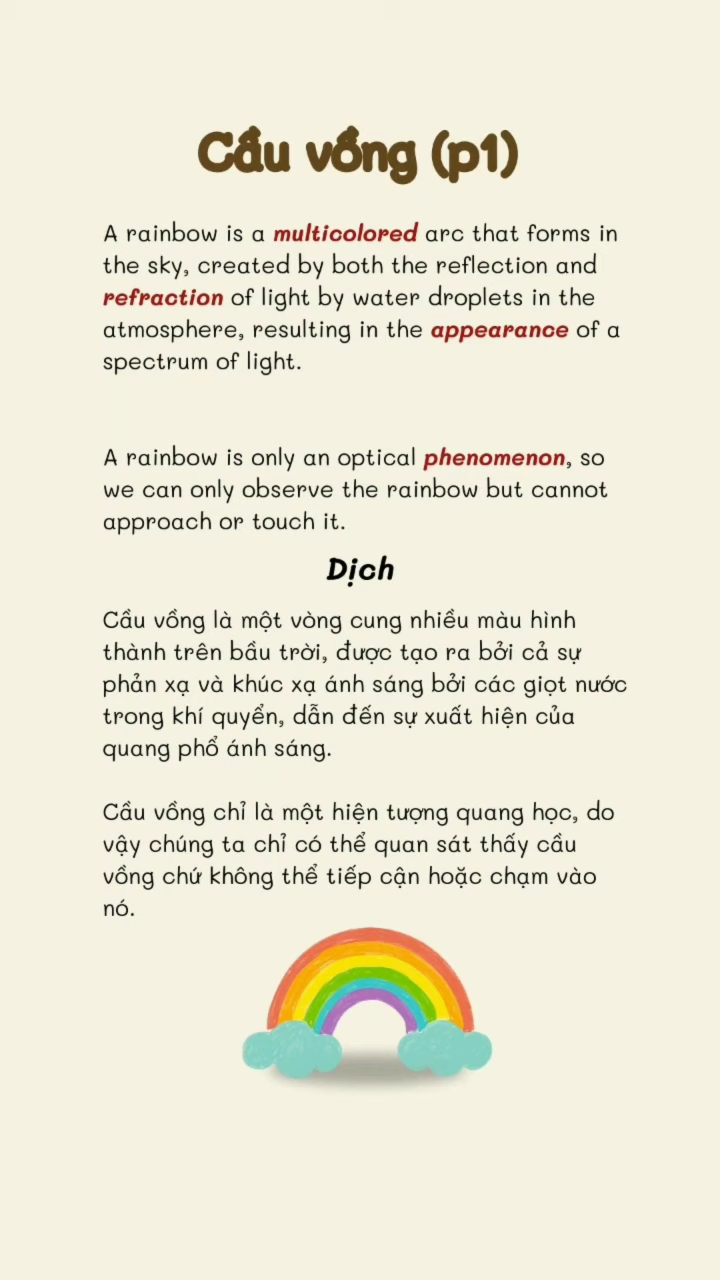 Cầu vồng (p1)
A rainbow is a multicolored arc that forms in
the sky, created by both the reflection and
refraction of light by water droplets in the
atmosphere, resulting in the appearance of a
spectrum of light.
A rainbow is only an optical phenomenon, so
we can only observe the rainbow but cannot
approach or touch it.
Dịch
Cầu vồng là một vòng cung nhiều màu hình
thành trên bầu trời, được tạo ra bởi cả sự
phản xạ và khúc xạ ánh sáng bởi các giọt nước
trong khí quyển, dẫn đến sự xuất hiện của
quang phổ ánh sáng.
Cầu vồng chỉ là một hiện tượng quang học, do
vậy chúng ta chỉ có thể quan sát thấy cầu
vồng chứ không thể tiếp cận hoặc chạm vào
nó.